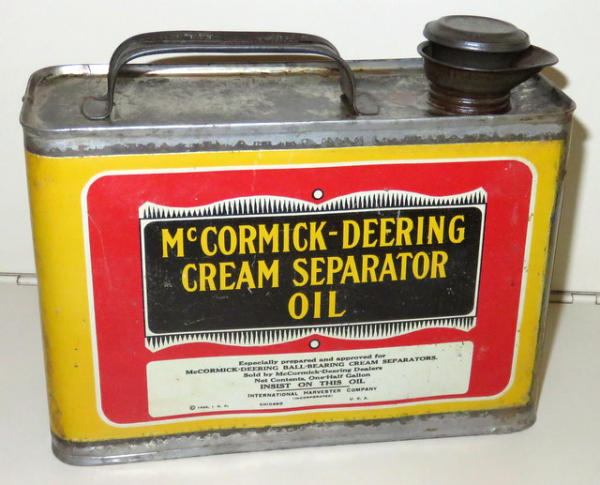 McCORMICK-DEERING
CREAM SEPARATOR
OIL
Especially prepared and approved for
McCORMICK-DEERING BALL-BEARING CREAM SEPARATORS.
Sold by McCormick-Deering Dealers
Net Contents, One-Half Gallon
INSIST ON THIS OIL
INTERNATIONAL HARVESTER COMPANY
CHICAGO (INCORPORATED) U. S. A.